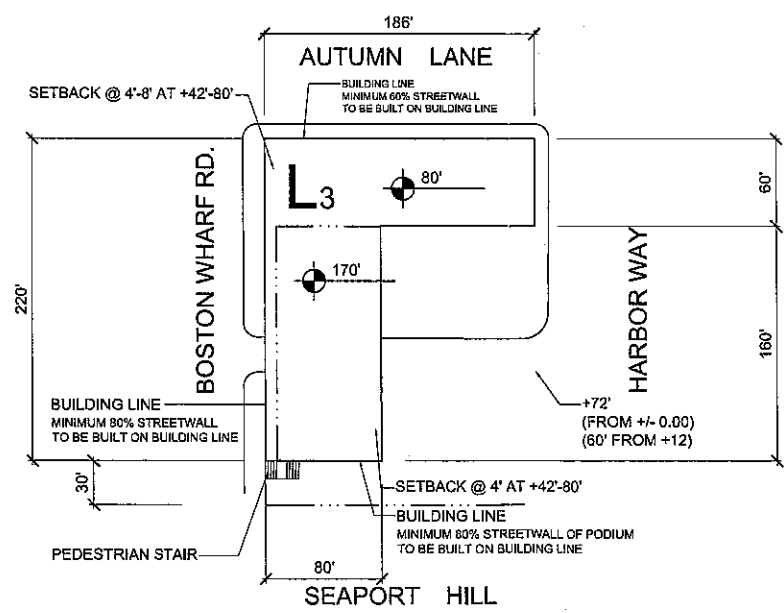 186'
AUTUMN LANE
BUILDING LINE
MINIMUM 60% STREETWALL
TO BE BUILT ON BUILDING LINE
SETBACK @ 4'-8' AT +42'-80'
BOSTON WHARF RD.
L3
80'
60'
220'
170'
HARBOR WAY
160'
BUILDING LINE
MINIMUM 80% STREETWALL
TO BE BUILT ON BUILDING LINE
+72'
(FROM +/- 0.00)
(60' FROM +12)
30'
SETBACK @ 4' AT +42'-80'
BUILDING LINE
MINIMUM 80% STREETWALL OF PODIUM
TO BE BUILT ON BUILDING LINE
PEDESTRIAN STAIR
80'
SEAPORT HILL